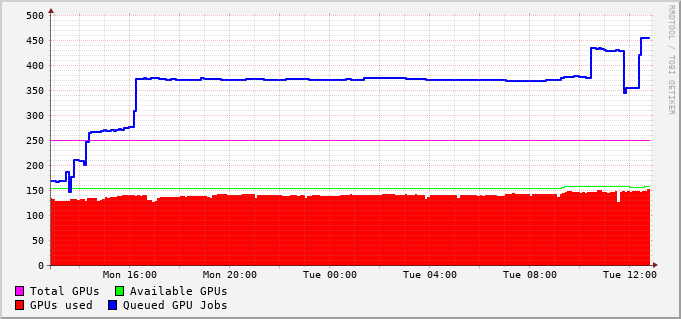 500
450
400
350
300
250
200
150
100
50
0
Mon 16:00 Mon 20:00 Tue 00:00 Tue 04:00 Tue 08:00 Tue 12:00
Total GPUs Available GPUs
GPUs used Queued GPU Jobs
RRDTOOL / TOBI OETIKER